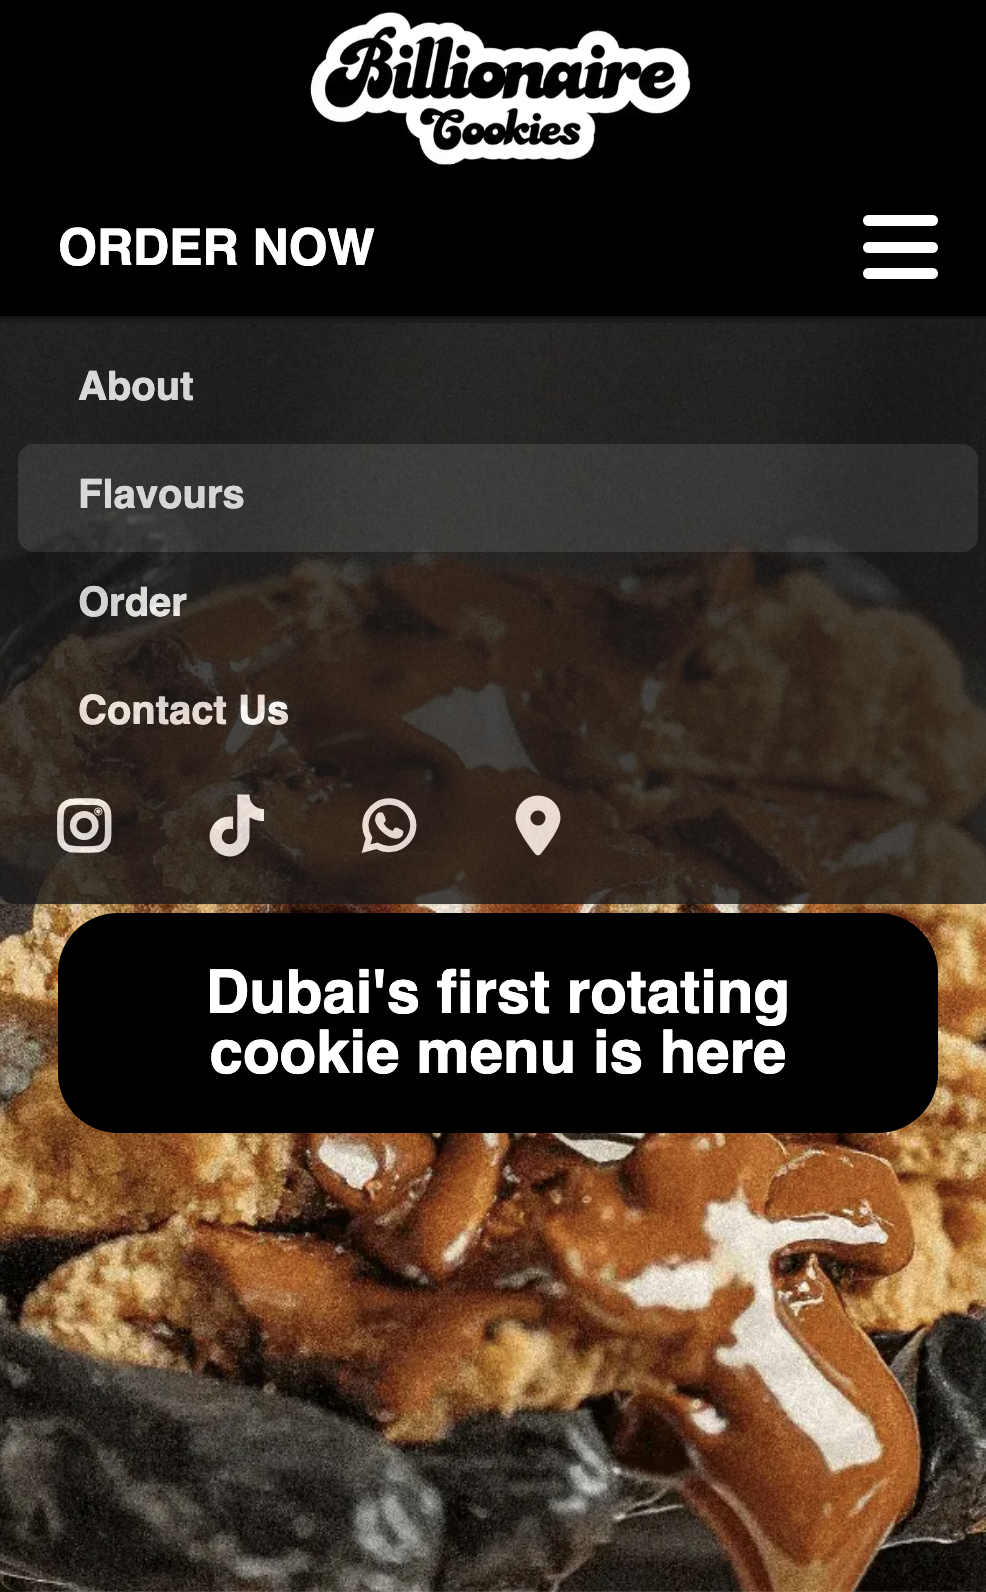 Billionaire
Cookies
ORDER NOW
About
Flavours
Order
Contact Us
Dubai's first rotating
cookie menu is here